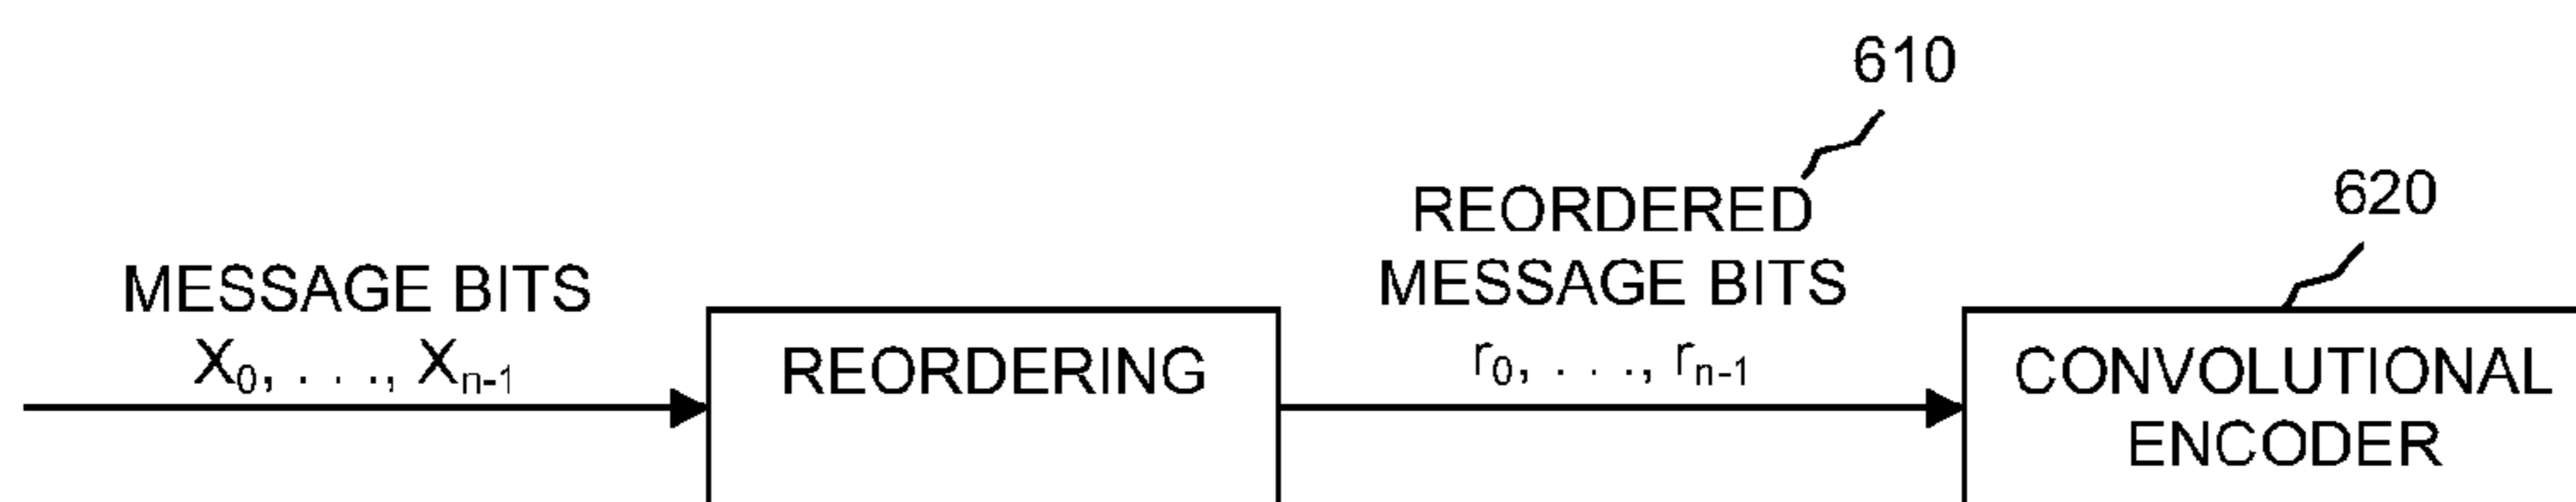 610
REORDERED
620
MESSAGE BITS
MESSAGE BITS
X₀, . . ., Xₙ₋₁
REORDERING
r₀, . . ., rₙ₋₁
CONVOLUTIONAL
ENCODER